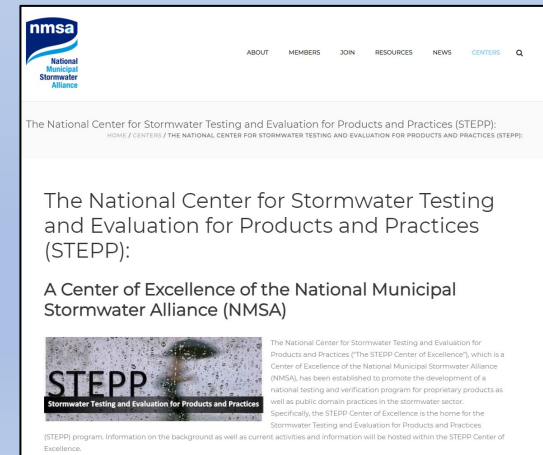 nmsa
National
Municipal
Stormwater
Alliance
ABOUT MEMBERS JOIN RESOURCES NEWS CENTERS
The National Center for Stormwater Testing and Evaluation for Products and Practices (STEPP):
HOME / CENTERS / THE NATIONAL CENTER FOR STORMWATER TESTING AND EVALUATION FOR PRODUCTS AND PRACTICES (STEPP):
The National Center for Stormwater Testing
and Evaluation for Products and Practices
(STEPP):
A Center of Excellence of the National Municipal
Stormwater Alliance (NMSA)
STEPP
Stormwater Testing and Evaluation for Products and Practices
The National Center for Stormwater Testing and Evaluation for
Products and Practices ("The STEPP Center of Excellence"), which is a
Center of Excellence of the National Municipal Stormwater Alliance
(NMSA), has been established to promote the development of a
national testing and verification program for proprietary products as
well as public domain practices in the stormwater sector.
Specifically, the STEPP Center of Excellence is the home for the
Stormwater Testing and Evaluation for Products and Practices
(STEPP) program. Information on the background as well as current activities and information will be hosted within the STEPP Center of
Excellence.